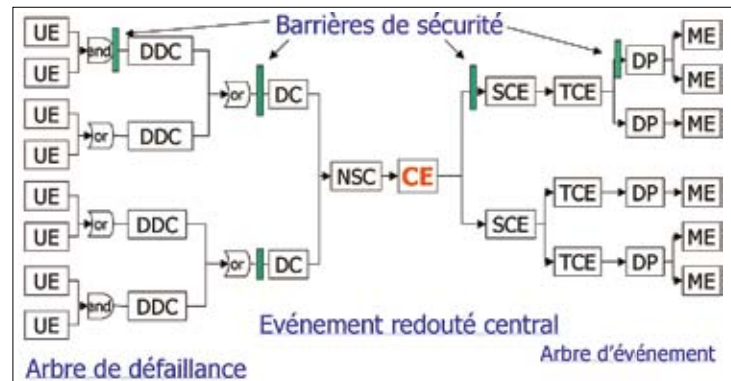 Barrières de sécurité
UE
UE
and
DDC
UE
UE
or
DDC
or
DC
UE
UE
or
DDC
UE
UE
and
DDC
or
DC
NSC
CE
SCE
TCE
DP
ME
ME
DP
ME
SCE
TCE
DP
ME
TCE
DP
ME
ME
Evénement redouté central
Arbre de défaillance
Arbre d'événement